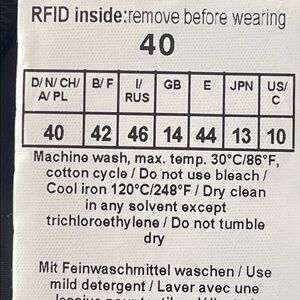 RFID inside:remove before wearing
40
D/N/CH/A/PL B/F I/RUS GB E JPN US/C
40 42 46 14 44 13 10
Machine wash, max. temp. 30°C/86°F,
cotton cycle / Do not use bleach /
Cool iron 120°C/248°F / Dry clean
in any solvent except
trichloroethylene / Do not tumble
dry
Mit Feinwaschmittel waschen / Use
mild detergent / Laver avec une